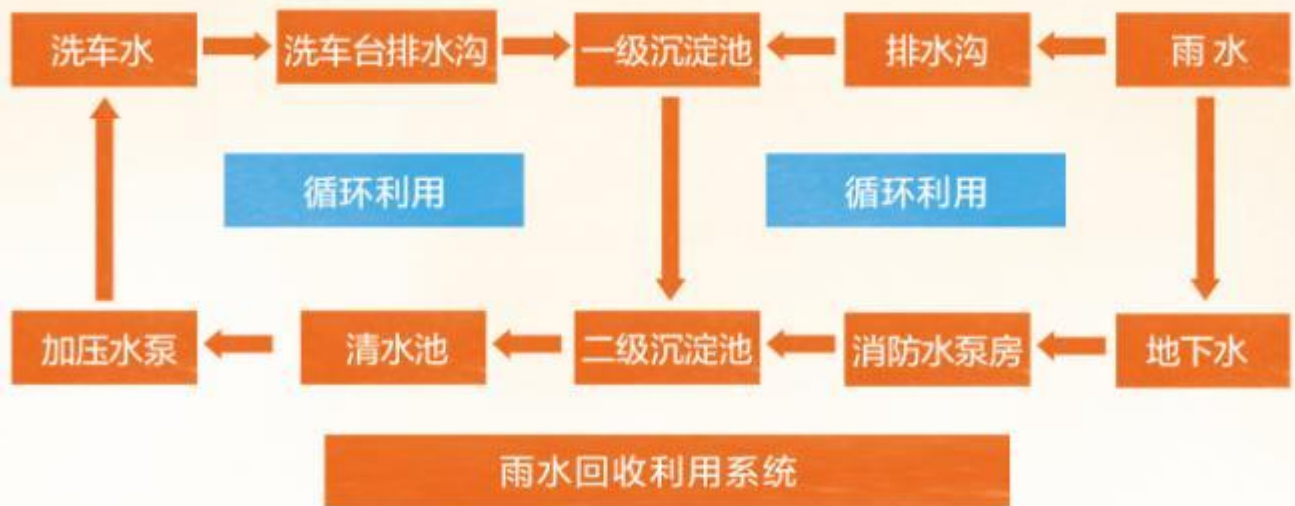 洗车水
洗车台排水沟
一级沉淀池
排水沟
雨水
循环利用
循环利用
加压水泵
清水池
二级沉淀池
消防水泵房
地下水
雨水回收利用系统